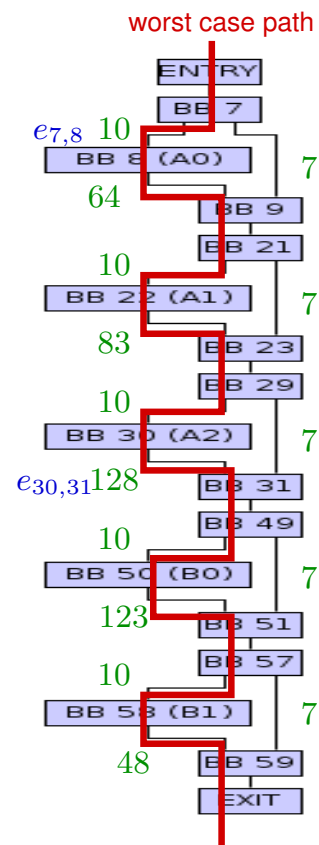 worst case path
ENTRY
BB 7
e7,8 10
BB 8 (A0) 7
64
BB 9
BB 21
10
BB 22 (A1) 7
83
BB 23
BB 29
10
BB 30 (A2) 7
e30,31 128
BB 31
BB 49
10
BB 50 (B0) 7
123
BB 51
BB 57
10
BB 58 (B1) 7
48
BB 59
EXIT